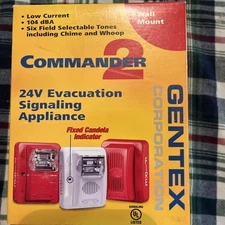 • Low Current
• 104 dBA
• Six Field Selectable Tones
including Chime and Whoop
Wall
Mount
COMMANDER
2
24V Evacuation
Signaling
Appliance
Fixed Candela
Indicator
GENTEX
CORPORATION
UL